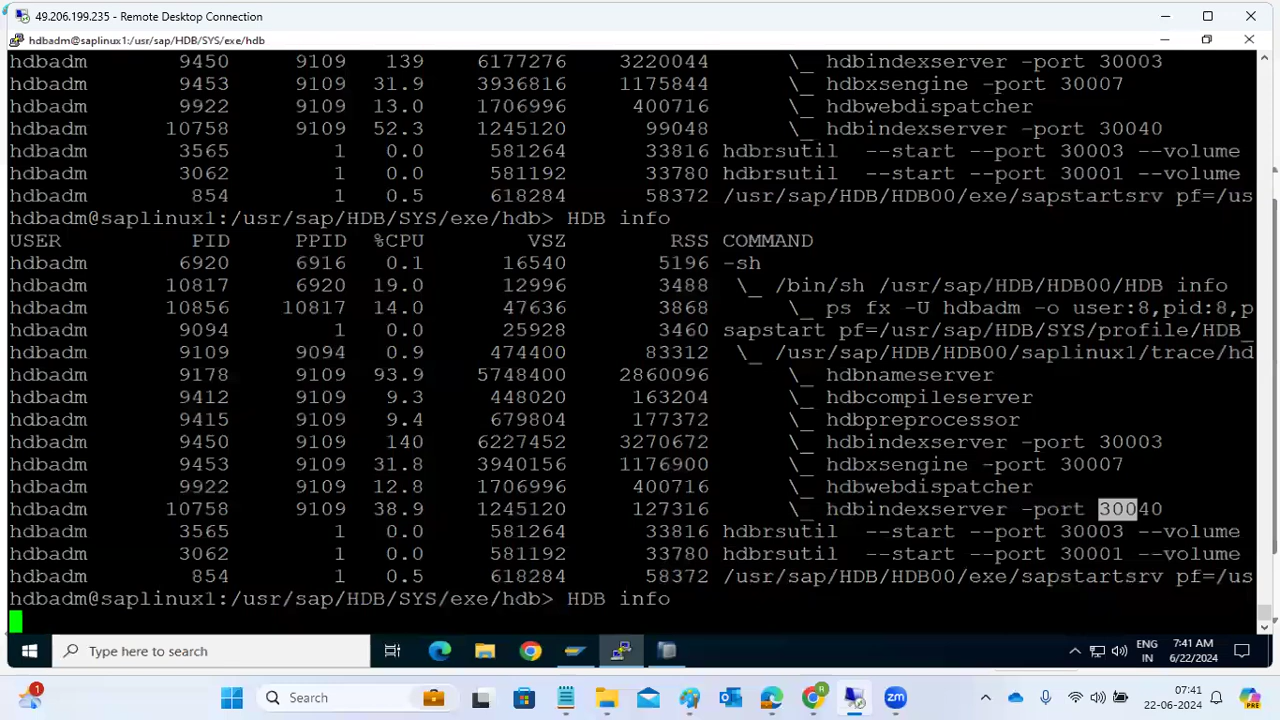 49.206.199.235 - Remote Desktop Connection
hdbadm@saplinux1:/usr/sap/HDB/SYS/exe/hdb
hdbadm 9450 9109 139 6177276 3220044 \_ hdbindexserver -port 30003
hdbadm 9453 9109 31.9 3936816 1175844 \_ hdbxsengine -port 30007
hdbadm 9922 9109 13.0 1706996 400716 \_ hdbwebdispatcher
hdbadm 10758 9109 52.3 1245120 99048 \_ hdbindexserver -port 30040
hdbadm 3565 1 0.0 581264 33816 hdbrsutil --start --port 30003 --volume
hdbadm 3062 1 0.0 581192 33780 hdbrsutil --start --port 30001 --volume
hdbadm 854 1 0.5 618284 58372 /usr/sap/HDB/HDB00/exe/sapstartsrv pf=/us
hdbadm@saplinux1:/usr/sap/HDB/SYS/exe/hdb> HDB info
USER PID PPID %CPU VSZ RSS COMMAND
hdbadm 6920 6916 0.1 16540 5196 -sh
hdbadm 10817 6920 19.0 12996 3488 \_ /bin/sh /usr/sap/HDB/HDB00/HDB info
hdbadm 10856 10817 14.0 47636 3868 \_ ps fx -U hdbadm -o user:8,pid:8,p
hdbadm 9094 1 0.0 25928 3460 sapstart pf=/usr/sap/HDB/SYS/profile/HDB_
hdbadm 9109 9094 0.9 474400 83312 \_ /usr/sap/HDB/HDB00/saplinux1/trace/hd
hdbadm 9178 9109 93.9 5748400 2860096 \_ hdbnameserver
hdbadm 9412 9109 9.3 448020 163204 \_ hdbcompileserver
hdbadm 9415 9109 9.4 679804 177372 \_ hdbpreprocessor
hdbadm 9450 9109 140 6227452 3270672 \_ hdbindexserver -port 30003
hdbadm 9453 9109 31.8 3940156 1176900 \_ hdbxsengine -port 30007
hdbadm 9922 9109 12.8 1706996 400716 \_ hdbwebdispatcher
hdbadm 10758 9109 38.9 1245120 127316 \_ hdbindexserver -port 30040
hdbadm 3565 1 0.0 581264 33816 hdbrsutil --start --port 30003 --volume
hdbadm 3062 1 0.0 581192 33780 hdbrsutil --start --port 30001 --volume
hdbadm 854 1 0.5 618284 58372 /usr/sap/HDB/HDB00/exe/sapstartsrv pf=/us
hdbadm@saplinux1:/usr/sap/HDB/SYS/exe/hdb> HDB info
Type here to search
ENG
IN
7:41 AM
6/22/2024
1
Search
R
zm
07:41
22-06-2024
PRE